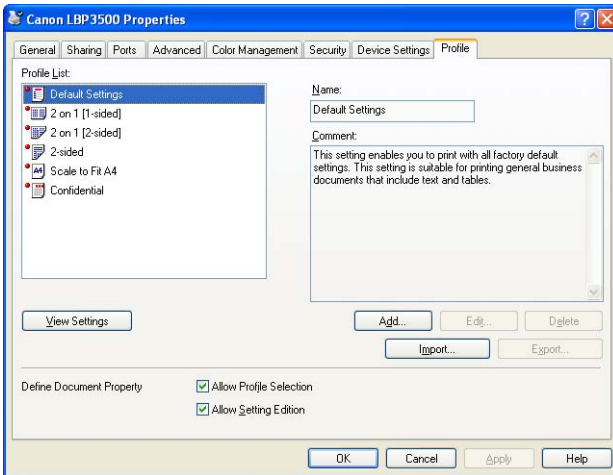 Canon LBP3500 Properties
General Sharing Ports Advanced Color Management Security Device Settings Profile
Profile List:
Default Settings
2 on 1 [1-sided]
2 on 1 [2-sided]
2-sided
A4 Scale to Fit A4
Confidential
Name:
Default Settings
Comment:
This setting enables you to print with all factory default
settings. This setting is suitable for printing general business
documents that include text and tables.
View Settings
Add... Edit... Delete
Import... Export...
Define Document Property
Allow Profile Selection
Allow Setting Edition
OK Cancel Apply Help